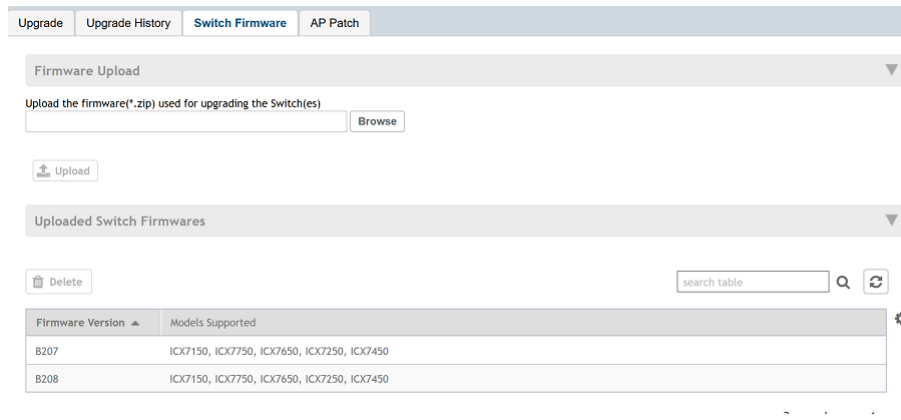 Upgrade Upgrade History Switch Firmware AP Patch
Firmware Upload
Upload the firmware(*.zip) used for upgrading the Switch(es)
Browse
Upload
Uploaded Switch Firmwares
Delete search table
Firmware Version Models Supported
B207 ICX7150, ICX7750, ICX7650, ICX7250, ICX7450
B208 ICX7150, ICX7750, ICX7650, ICX7250, ICX7450